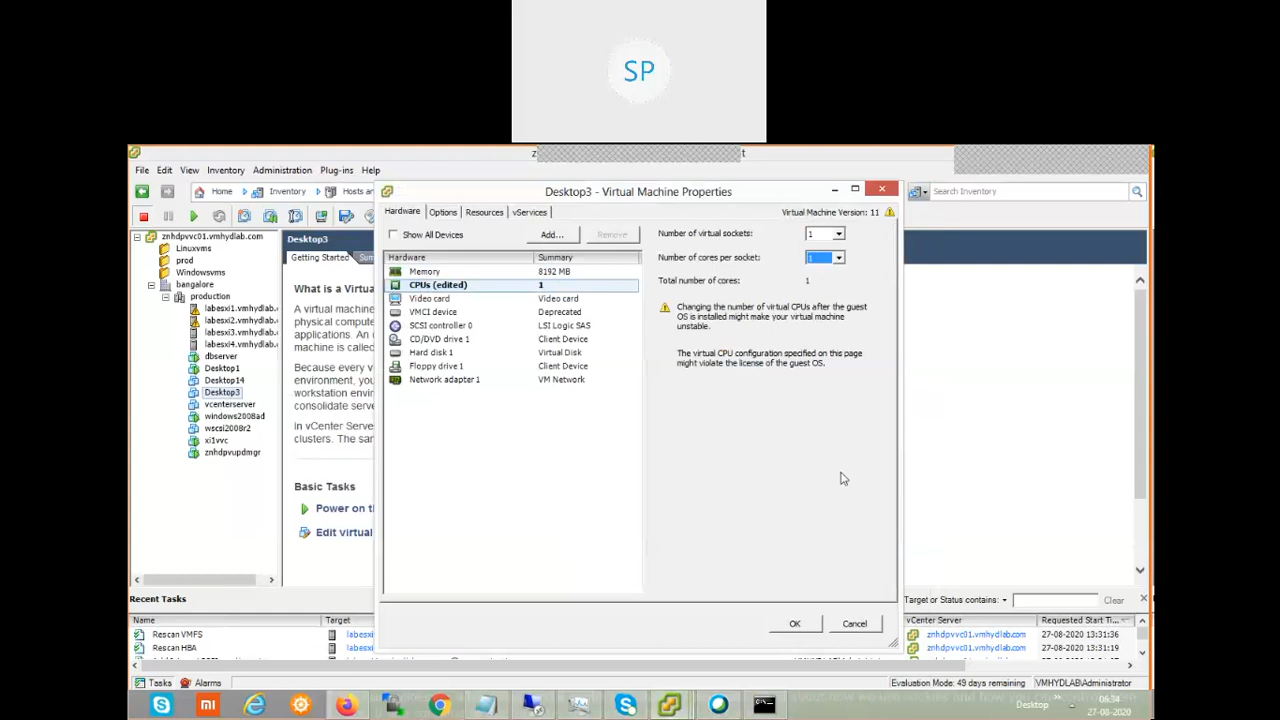 SP
z t
File Edit View Inventory Administration Plug-ins Help
Home Inventory Hosts an
Search Inventory
Desktop3 - Virtual Machine Properties
Hardware Options Resources vServices
Virtual Machine Version: 11
znhdpvvc01.vmhydlab.com
Linuxvms
prod
Windowsvms
bangalore
production
labesxi1.vmhydlab.
labesxi2.vmhydlab.
labesxi3.vmhydlab.
labesxi4.vmhydlab.
dbserver
Desktop1
Desktop14
Desktop3
vcenterserver
windows2008ad
wscsi2008r2
xi1vvc
znhdpvupdmgr
Desktop3
Getting Started Sum
What is a Virtua
A virtual machine
physical compute
applications. An
machine is called
Because every v
environment, you
workstation envir
consolidate serve
In vCenter Serve
clusters. The sam
Basic Tasks
Power on th
Edit virtual
Show All Devices Add... Remove
Hardware Summary
Memory 8192 MB
CPUs (edited) 1
Video card Video card
VMCI device Deprecated
SCSI controller 0 LSI Logic SAS
CD/DVD drive 1 Client Device
Hard disk 1 Virtual Disk
Floppy drive 1 Client Device
Network adapter 1 VM Network
Number of virtual sockets: 1
Number of cores per socket: 1
Total number of cores: 1
Changing the number of virtual CPUs after the guest
OS is installed might make your virtual machine
unstable.
The virtual CPU configuration specified on this page
might violate the license of the guest OS.
OK Cancel
Recent Tasks
Target or Status contains: Clear
Name Target vCenter Server Requested Start Ti...
Rescan VMFS labesxi znhdpvvc01.vmhydlab.com 27-08-2020 13:31:36
Rescan HBA labesxi znhdpvvc01.vmhydlab.com 27-08-2020 13:31:19
Tasks Alarms
Evaluation Mode: 49 days remaining VMHYDLAB\Administrator
Desktop
06:34
27-08-2020